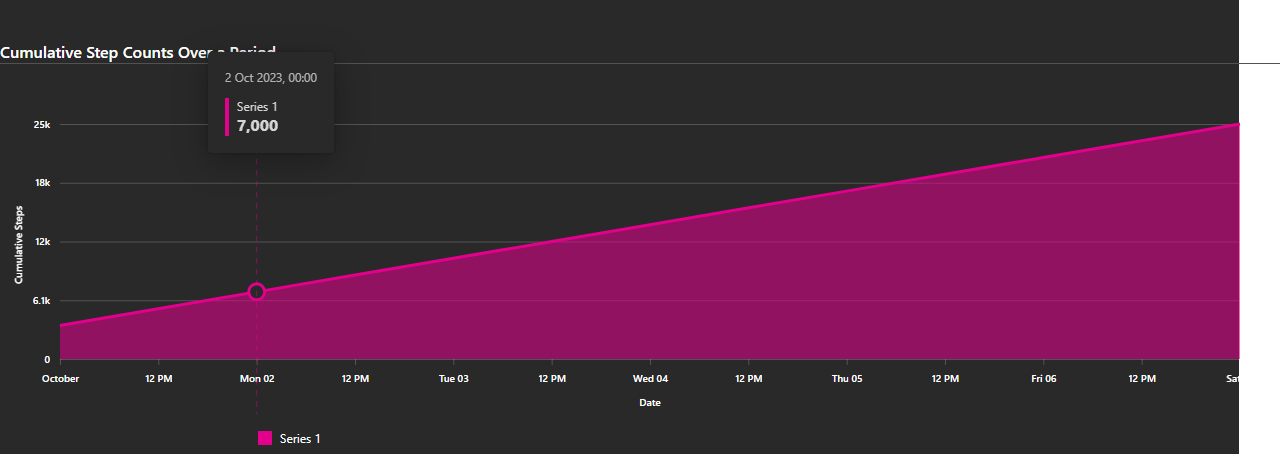 Cumulative Step Counts Over a Period
2 Oct 2023, 00:00
Series 1
7,000
25k
18k
12k
6.1k
0
Cumulative Steps
October 12 PM Mon 02 12 PM Tue 03 12 PM Wed 04 12 PM Thu 05 12 PM Fri 06 12 PM Sat
Date
Series 1